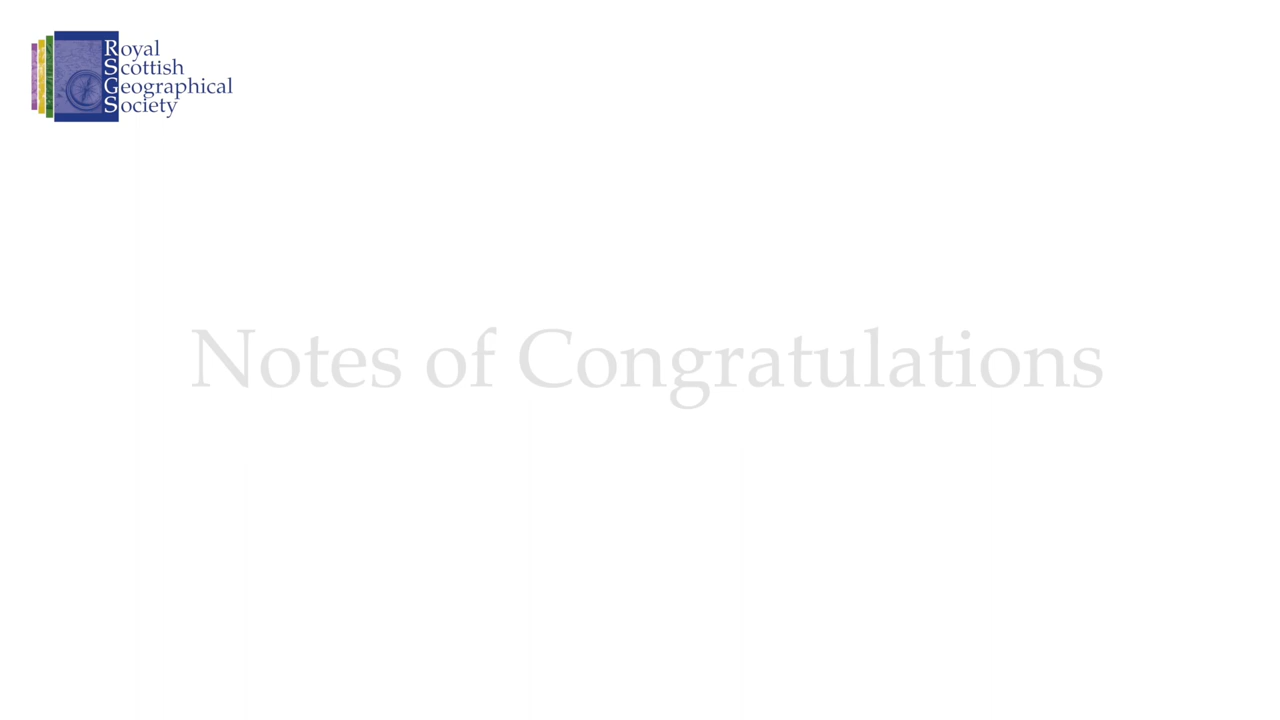 Royal
Scottish
Geographical
Society
Notes of Congratulations